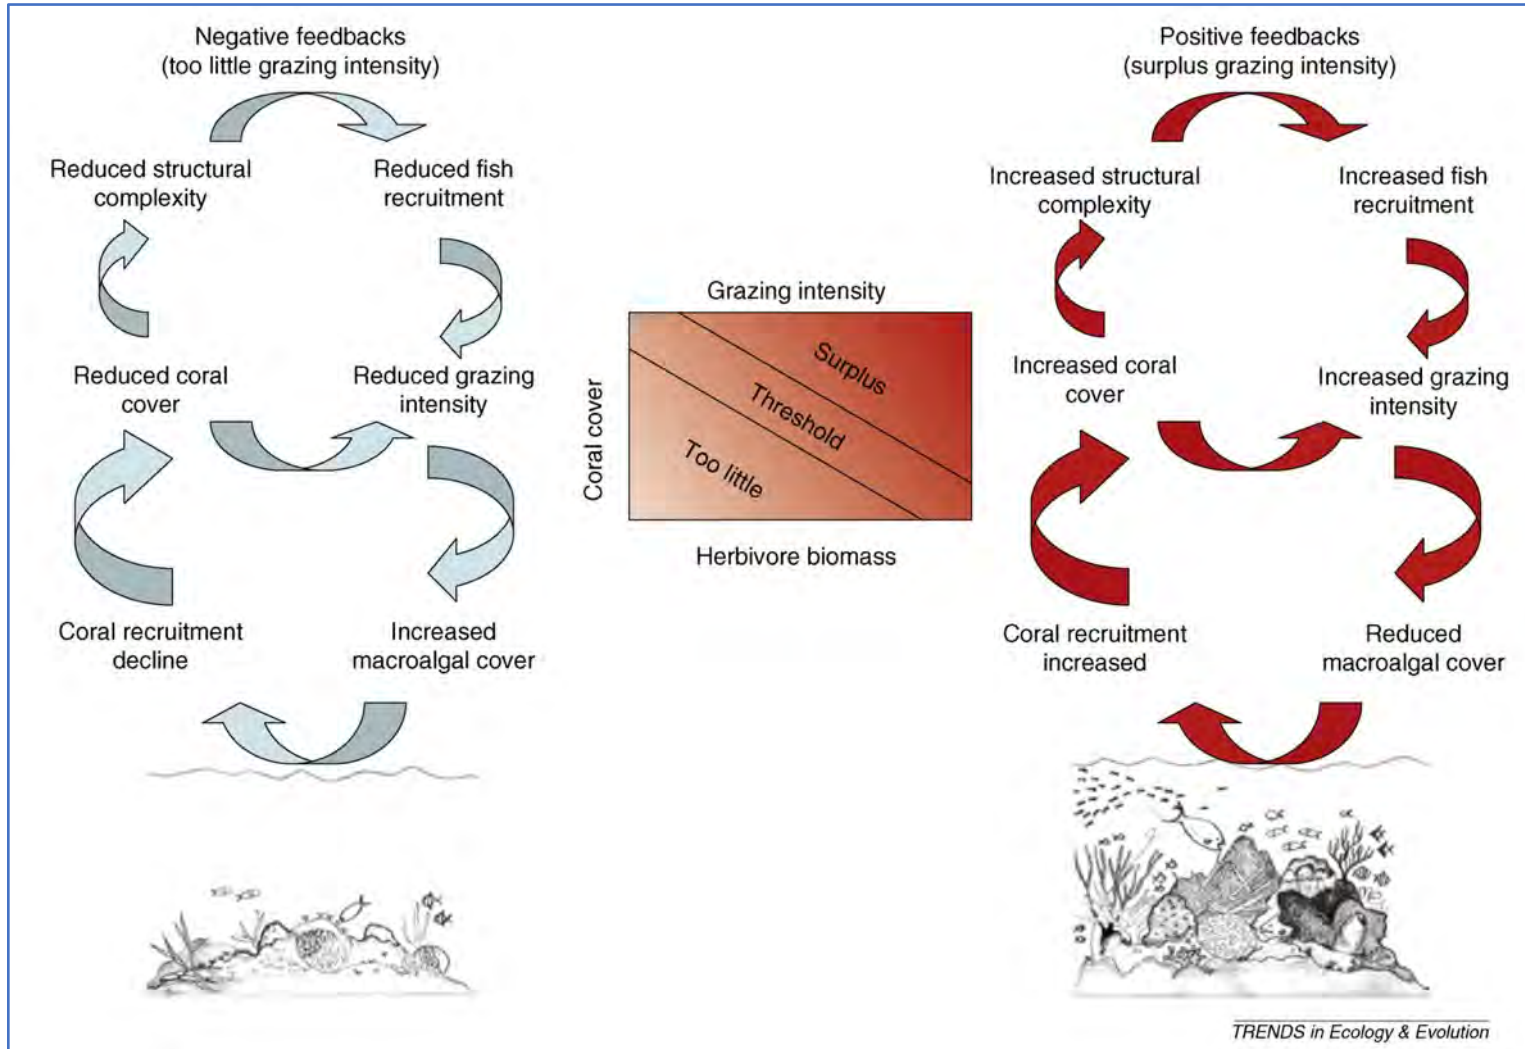 Negative feedbacks
(too little grazing intensity)
Reduced structural
complexity
Reduced fish
recruitment
Reduced coral
cover
Reduced grazing
intensity
Coral recruitment
decline
Increased
macroalgal cover
Grazing intensity
Coral cover
Surplus
Threshold
Too little
Herbivore biomass
Positive feedbacks
(surplus grazing intensity)
Increased structural
complexity
Increased fish
recruitment
Increased coral
cover
Increased grazing
intensity
Coral recruitment
increased
Reduced
macroalgal cover
TRENDS in Ecology & Evolution